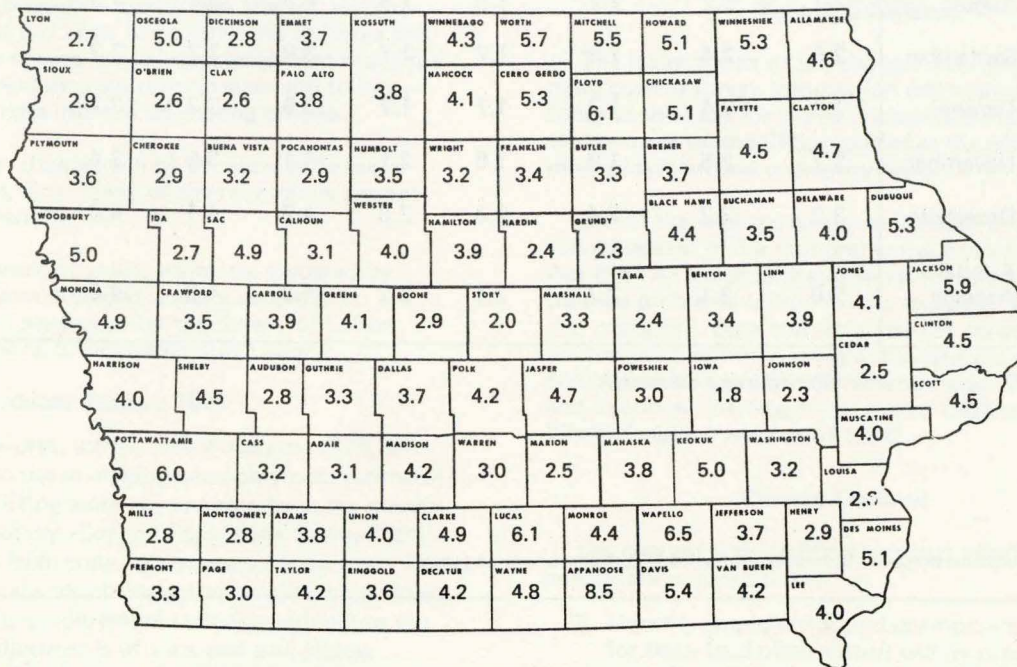 LYON OSCEOLA DICKINSON EMMET KOSSUTH WINNEBAGO WORTH MITCHELL HOWARD WINNESHIEK ALLAMAKEE
2.7 5.0 2.8 3.7 4.3 5.7 5.5 5.1 5.3 4.6
SIOUX O'BRIEN CLAY PALO ALTO HANCOCK CERRO GERDO FLOYD CHICKASAW
2.9 2.6 2.6 3.8 3.8 4.1 5.3 6.1 5.1
FAYETTE CLAYTON
4.5 4.7
PLYMOUTH CHEROKEE BUENA VISTA POCAHONTAS HUMBOLT WRIGHT FRANKLIN BUTLER BREMER
3.6 2.9 3.2 2.9 3.5 3.2 3.4 3.3 3.7
WEBSTER BLACK HAWK BUCHANAN DELAWARE DUBUQUE
4.4 3.5 4.0 5.3
WOODBURY IDA SAC CALHOUN HAMILTON HARDIN GRUNDY
5.0 2.7 4.9 3.1 4.0 3.9 2.4 2.3
MONONA CRAWFORD CARROLL GREENE BOONE STORY MARSHALL TAMA BENTON LINN JONES JACKSON
4.9 3.5 3.9 4.1 2.9 2.0 3.3 2.4 3.4 3.9 4.1 5.9
CLINTON
4.5
CEDAR
2.5
HARRISON SHELBY AUDUBON GUTHRIE DALLAS POLK JASPER POWESHIEK IOWA JOHNSON SCOTT
4.0 4.5 2.8 3.3 3.7 4.2 4.7 3.0 1.8 2.3 4.5
MUSCATINE
4.0
POTTAWATTAMIE CASS ADAIR MADISON WARREN MARION MAHASKA KEOKUK WASHINGTON
6.0 3.2 3.1 4.2 3.0 2.5 3.8 5.0 3.2
LOUISA
MILLS MONTGOMERY ADAMS UNION CLARKE LUCAS MONROE WAPELLO JEFFERSON HENRY
2.8 2.8 3.8 4.0 4.9 6.1 4.4 6.5 3.7 2.9
DES MOINES
5.1
FREMONT PAGE TAYLOR RINGGOLD DECATUR WAYNE APPANOOSE DAVIS VAN BUREN LEE
3.3 3.0 4.2 3.6 4.2 4.8 8.5 5.4 4.2 4.0